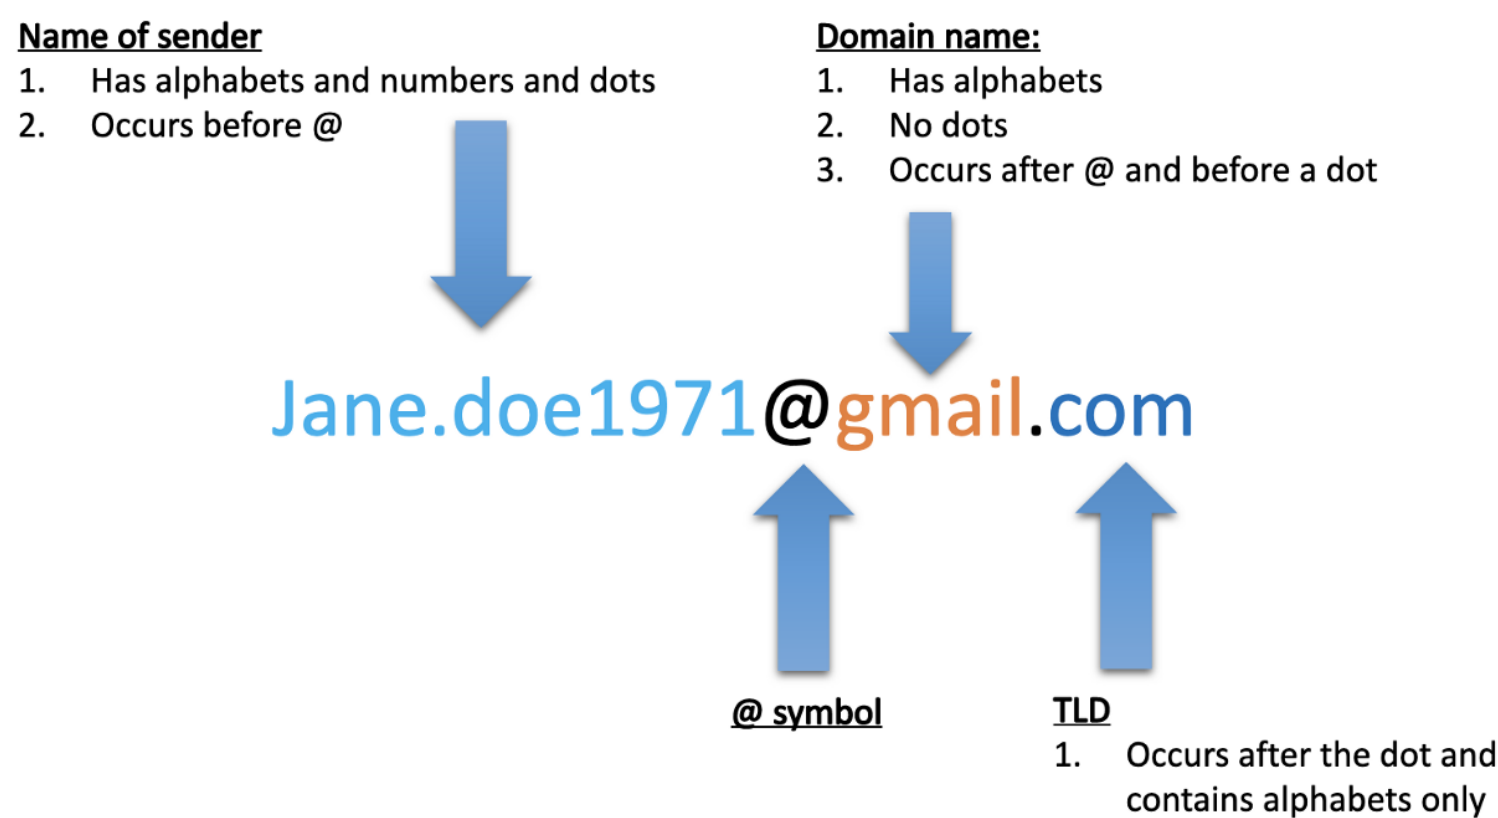 Name of sender
1. Has alphabets and numbers and dots
2. Occurs before @
Domain name:
1. Has alphabets
2. No dots
3. Occurs after @ and before a dot
Jane.doe1971@gmail.com
@ symbol
TLD
1. Occurs after the dot and
contains alphabets only